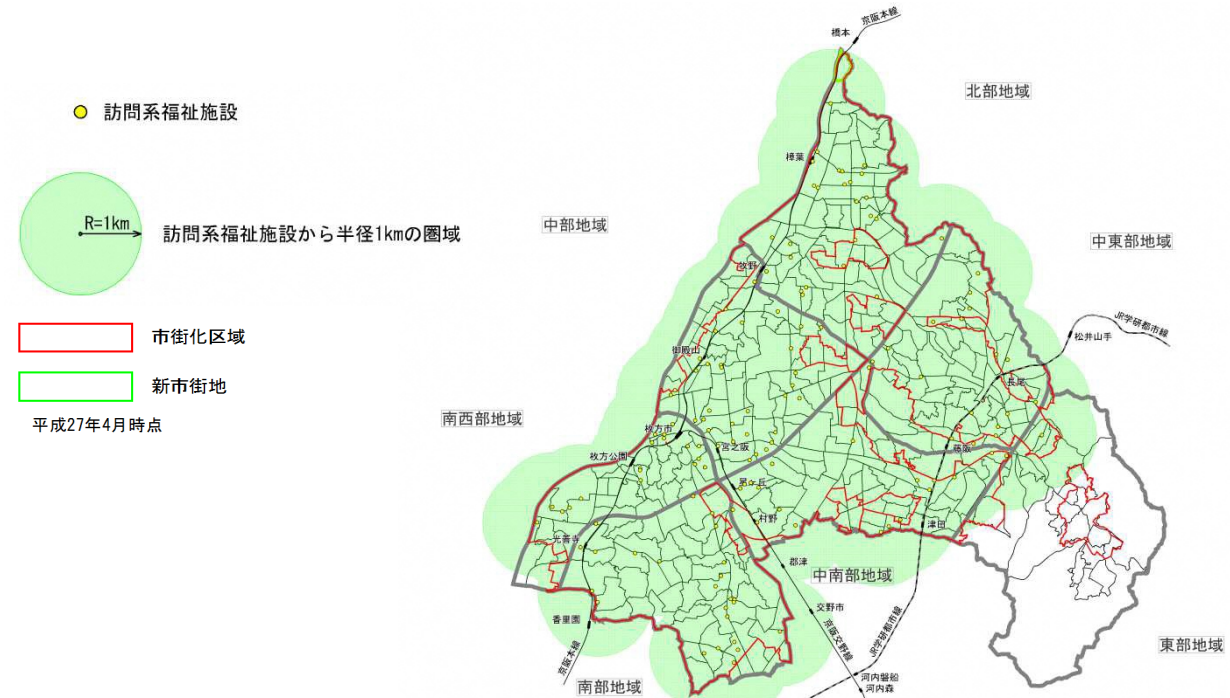 訪問系福祉施設
R=1km
訪問系福祉施設から半径1kmの圏域
市街化区域
新市街地
平成27年4月時点
京阪本線
橋本
北部地域
樟葉
中部地域
中東部地域
牧野
JR学研都市線
松井山手
御殿山
長尾
南西部地域
枚方市
宮之阪
藤阪
枚方公園
星ヶ丘
村野
津田
光善寺
郡津
中南部地域
香里園
交野市
京阪交野線
JR学研都市線
京阪本線
東部地域
河内磐船
河内森
南部地域